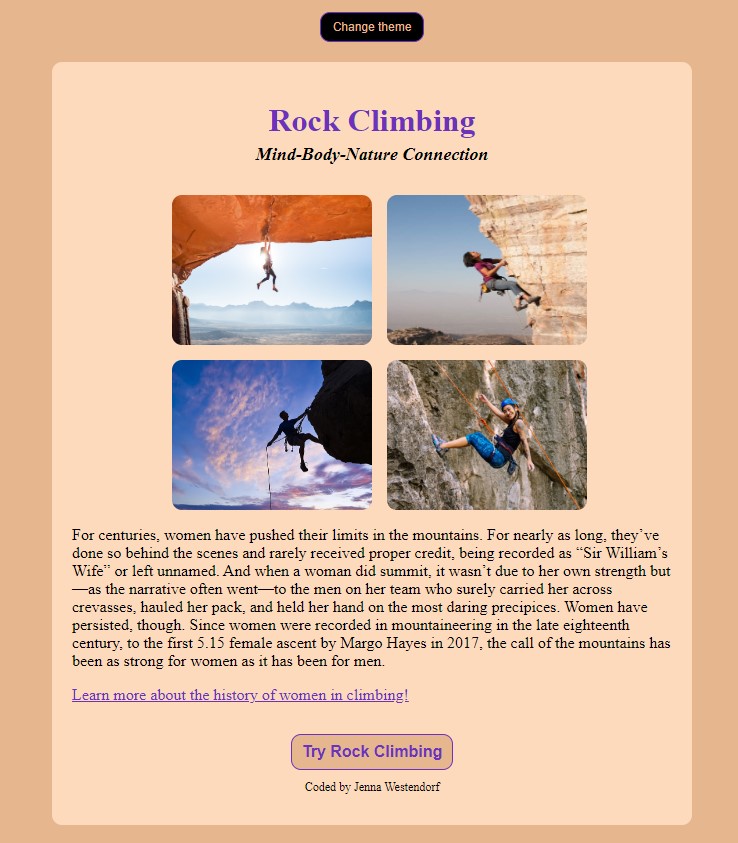 Change theme
Rock Climbing
Mind-Body-Nature Connection
For centuries, women have pushed their limits in the mountains. For nearly as long, they’ve
done so behind the scenes and rarely received proper credit, being recorded as “Sir William’s
Wife” or left unnamed. And when a woman did summit, it wasn’t due to her own strength but
—as the narrative often went—to the men on her team who surely carried her across
crevasses, hauled her pack, and held her hand on the most daring precipices. Women have
persisted, though. Since women were recorded in mountaineering in the late eighteenth
century, to the first 5.15 female ascent by Margo Hayes in 2017, the call of the mountains has
been as strong for women as it has been for men.
Learn more about the history of women in climbing!
Try Rock Climbing
Coded by Jenna Westendorf